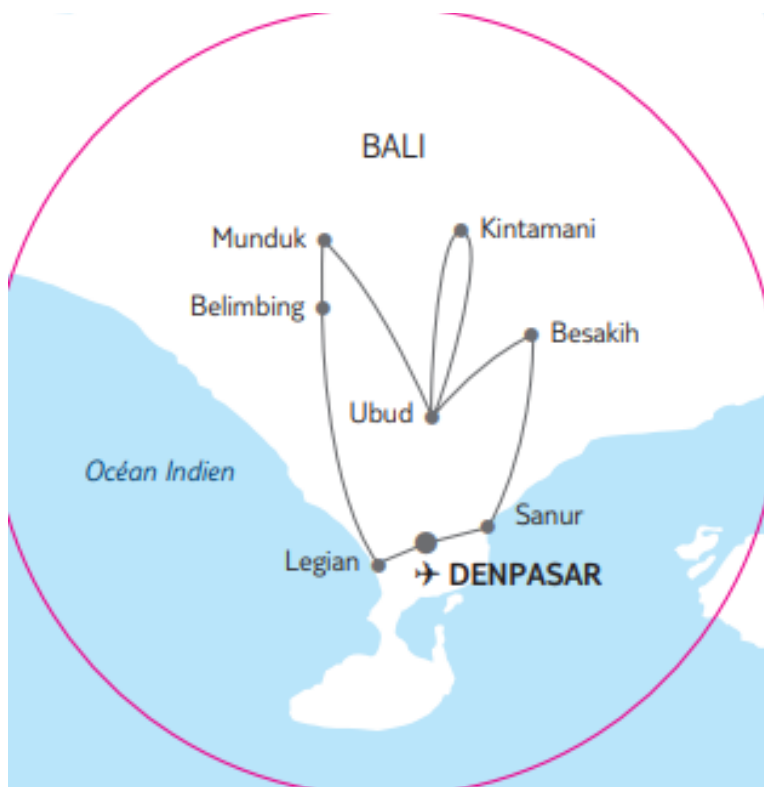 BALI
Munduk
Kintamani
Belimbing
Besakih
Ubud
Océan Indien
Sanur
Legian
DENPASAR